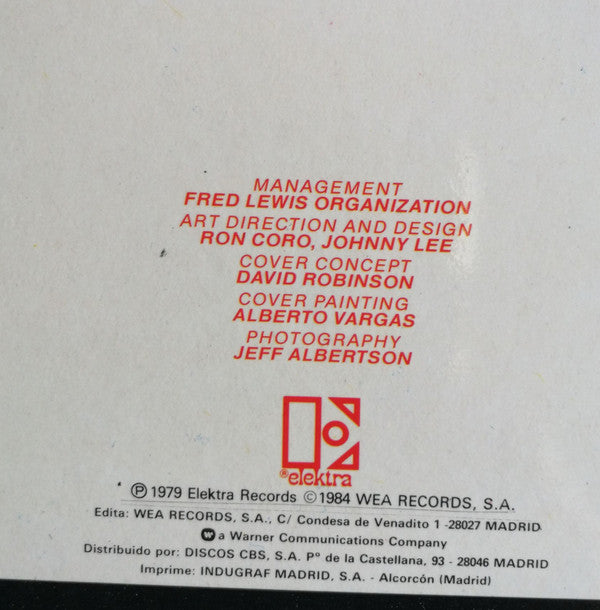 MANAGEMENT
FRED LEWIS ORGANIZATION
ART DIRECTION AND DESIGN
RON CORO, JOHNNY LEE
COVER CONCEPT
DAVID ROBINSON
COVER PAINTING
ALBERTO VARGAS
PHOTOGRAPHY
JEFF ALBERTSON
®elektra
Ⓟ 1979 Elektra Records © 1984 WEA RECORDS, S.A.
Edita: WEA RECORDS, S.A., C/ Condesa de Venadito 1 -28027 MADRID
a Warner Communications Company
Distribuido por: DISCOS CBS, S.A. Pº de la Castellana, 93 - 28046 MADRID
Imprime: INDUGRAF MADRID, S.A. - Alcorcón (Madrid)